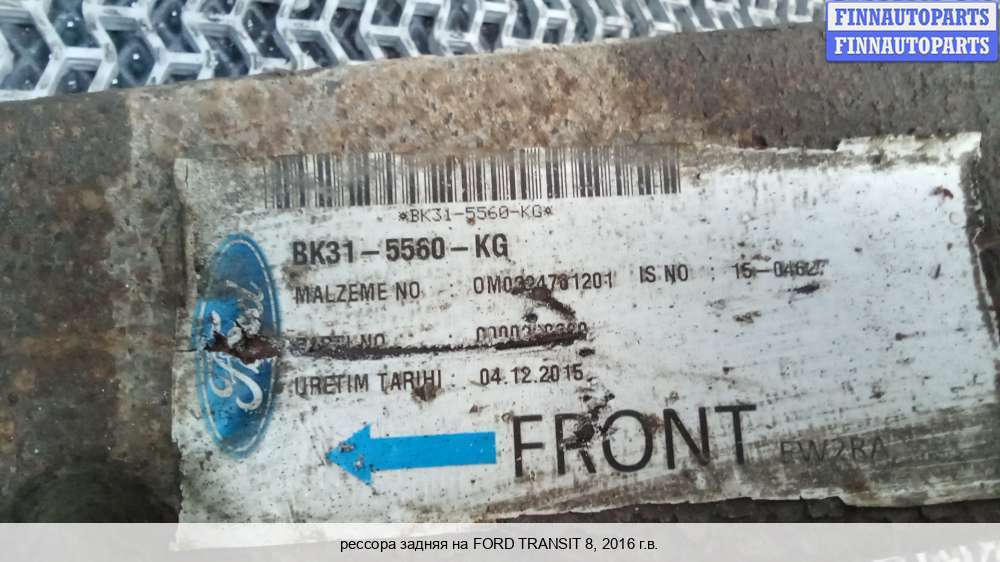 FINNAUTOPARTS
FINNAUTOPARTS
*BK31-5560-KG*
BK31-5560-KG
MALZEME NO : IS NO :
URETIM TARIHI : 04.12.2015
FRONT
рессора задняя на FORD TRANSIT 8, 2016 г.в.